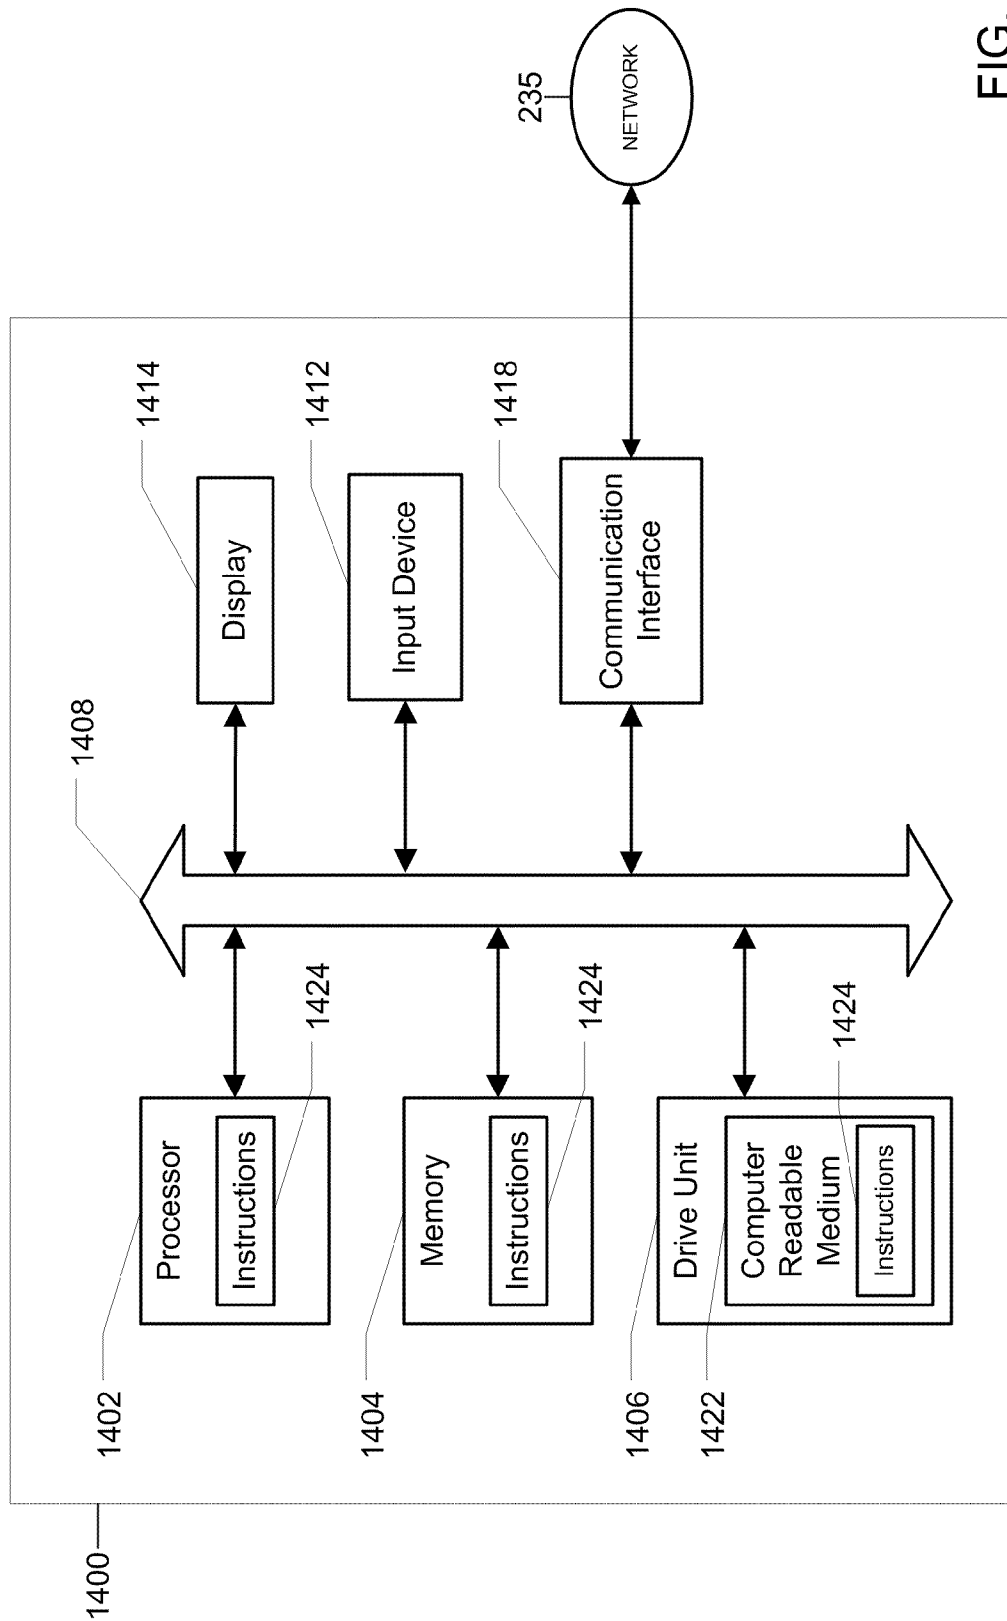 1400
1402
Processor
Instructions
1424
1404
Memory
Instructions
1424
1406
1422
Drive Unit
Computer
Readable
Medium
Instructions
1424
1408
Display
1414
Input Device
1412
Communication
Interface
1418
235
NETWORK
FIG.